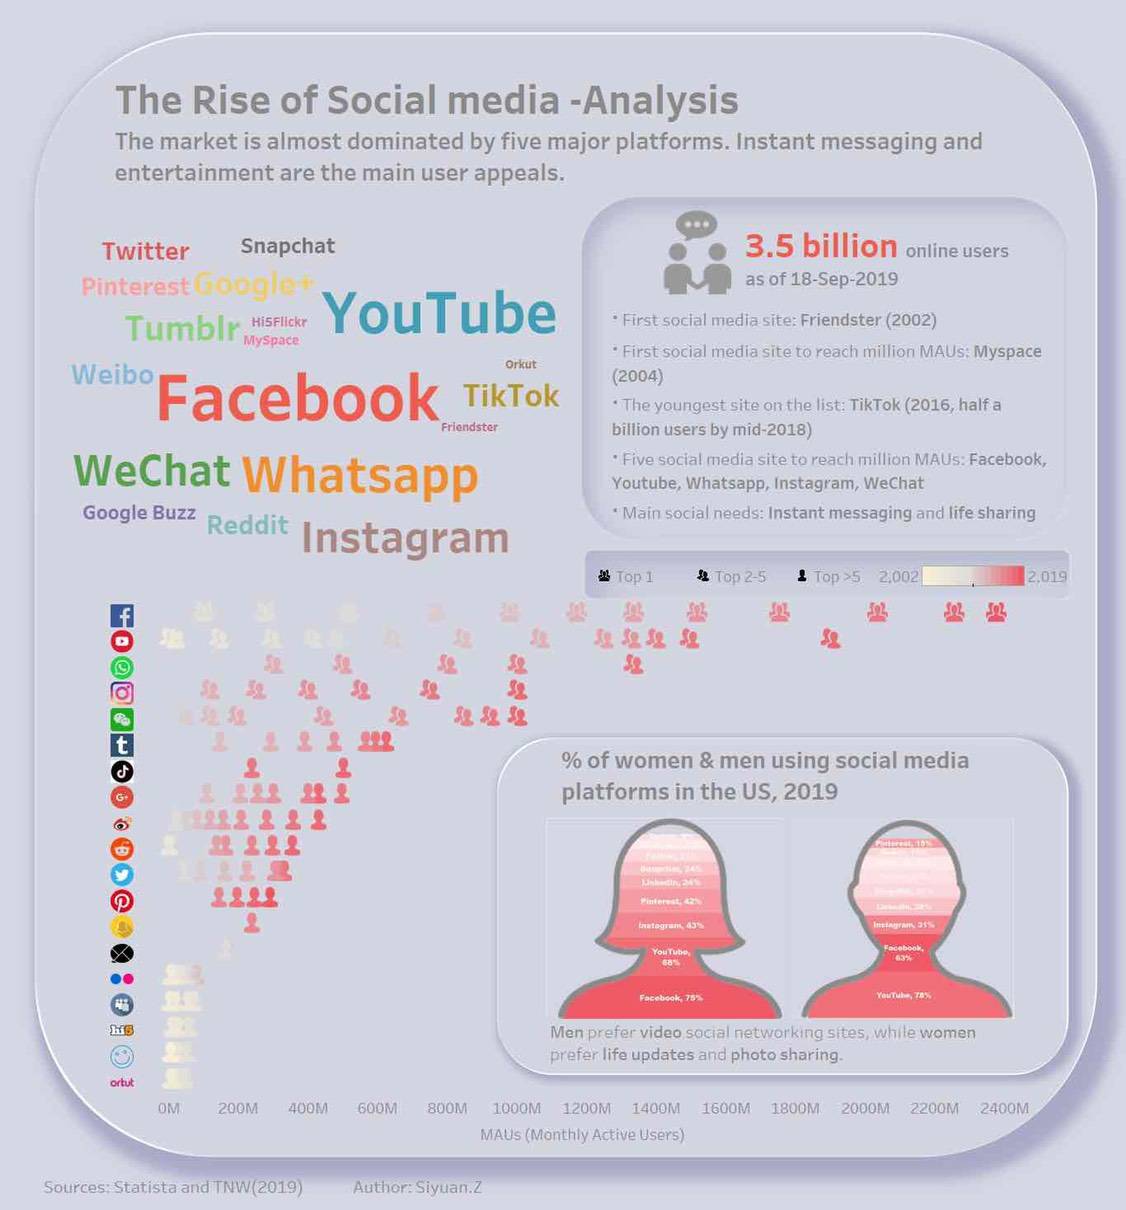 The Rise of Social media -Analysis
The market is almost dominated by five major platforms. Instant messaging and
entertainment are the main user appeals.
Twitter
Snapchat
Pinterest
Google+
YouTube
Tumblr
Hi5
Flickr
MySpace
Weibo
Facebook
Orkut
TikTok
Friendster
WeChat
Whatsapp
Google Buzz
Reddit
Instagram
3.5 billion online users
as of 18-Sep-2019
* First social media site: Friendster (2002)
* First social media site to reach million MAUs: Myspace
(2004)
* The youngest site on the list: TikTok (2016, half a
billion users by mid-2018)
* Five social media site to reach million MAUs: Facebook,
Youtube, Whatsapp, Instagram, WeChat
* Main social needs: Instant messaging and life sharing
Top 1
Top 2-5
Top >5
2,002
2,019
G+
hi5
% of women & men using social media
platforms in the US, 2019
Snapchat, 24%
LinkedIn, 24%
Pinterest, 42%
Instagram, 43%
YouTube,
68%
Facebook, 75%
Pinterest, 15%
Instagram, 31%
Facebook,
63%
YouTube, 78%
Men prefer video social networking sites, while women
prefer life updates and photo sharing.
0M 200M 400M 600M 800M 1000M 1200M 1400M 1600M 1800M 2000M 2200M 2400M
MAUs (Monthly Active Users)
Sources: Statista and TNW(2019)
Author: Siyuan.Z